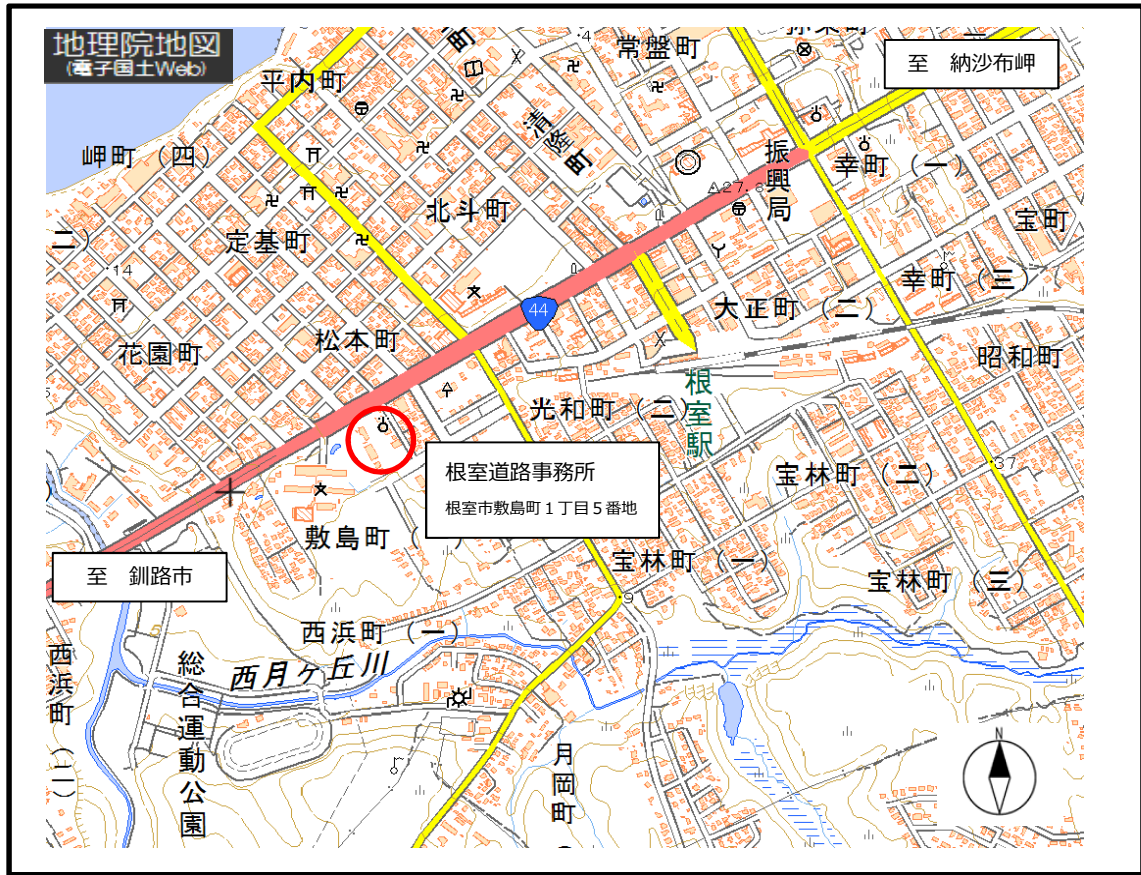 地理院地図
(電子国土Web)
至 納沙布岬
平内町
常盤町
岬町(四)
清隆町
振興局
幸町(一)
27.8
北斗町
宝町
定基町
14
幸町(三)
44
大正町(二)
松本町
花園町
昭和町
根室駅
光和町(二)
根室道路事務所
根室市敷島町1丁目5番地
宝林町(二)
37
敷島町(
宝林町(一)
至 釧路市
宝林町(三)
9
西浜町(一)
西浜町(二)
総合運動公園
西月ヶ丘川
月岡町
N